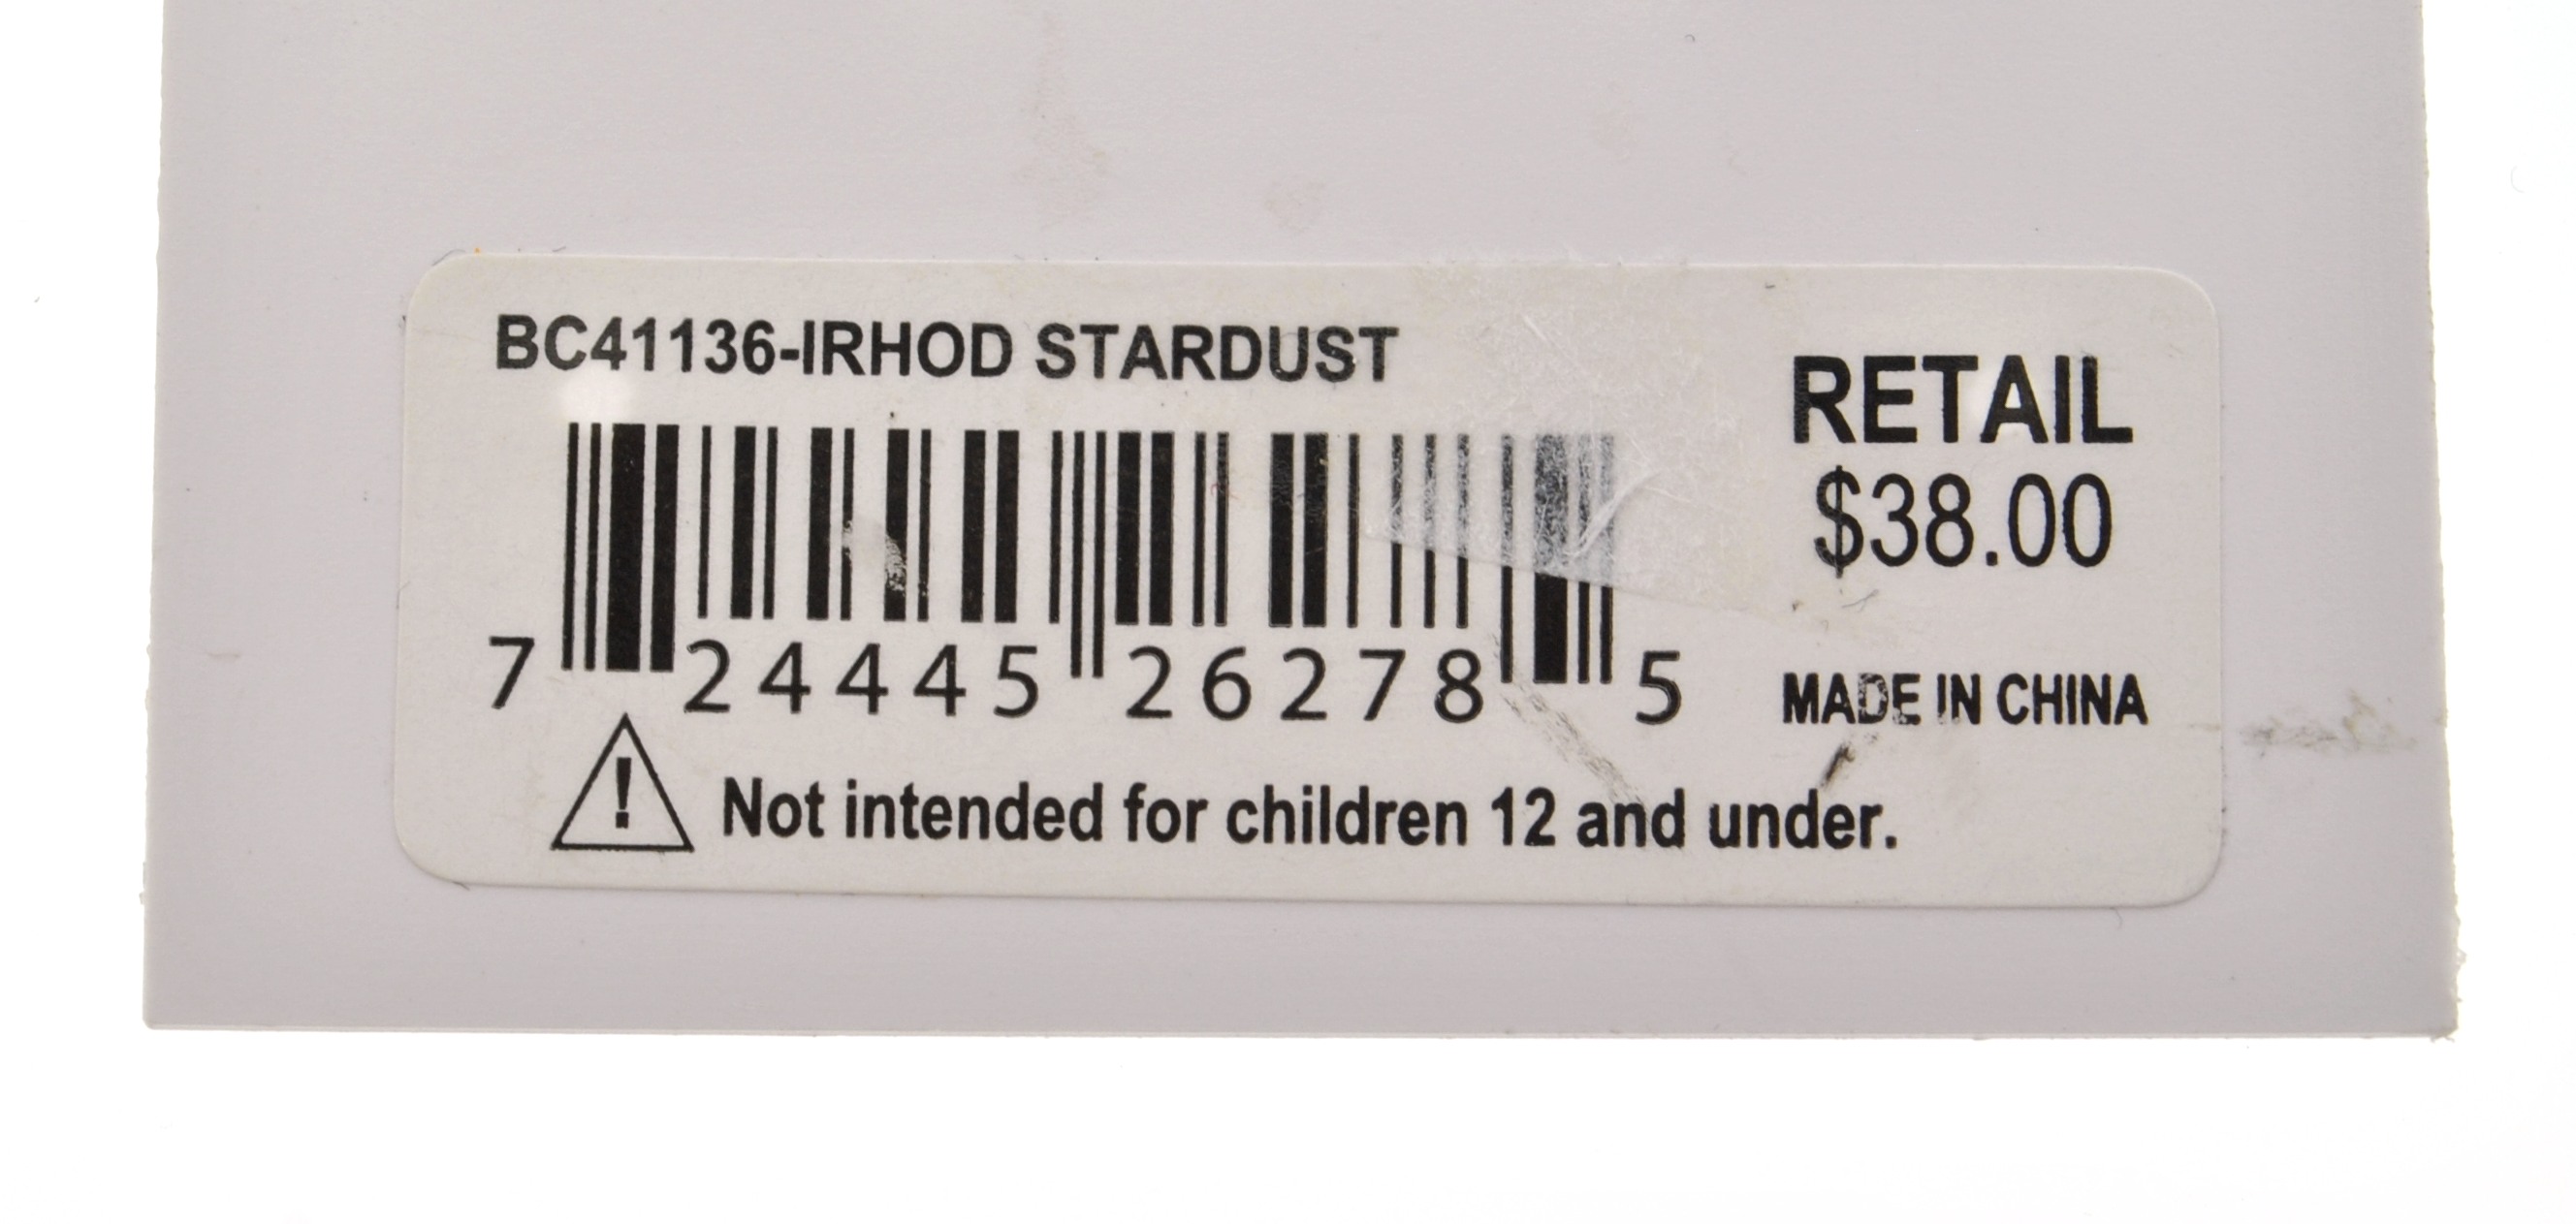 BC41136-IRHOD STARDUST
RETAIL
$38.00
7 24445 26278 5
MADE IN CHINA
! Not intended for children 12 and under.